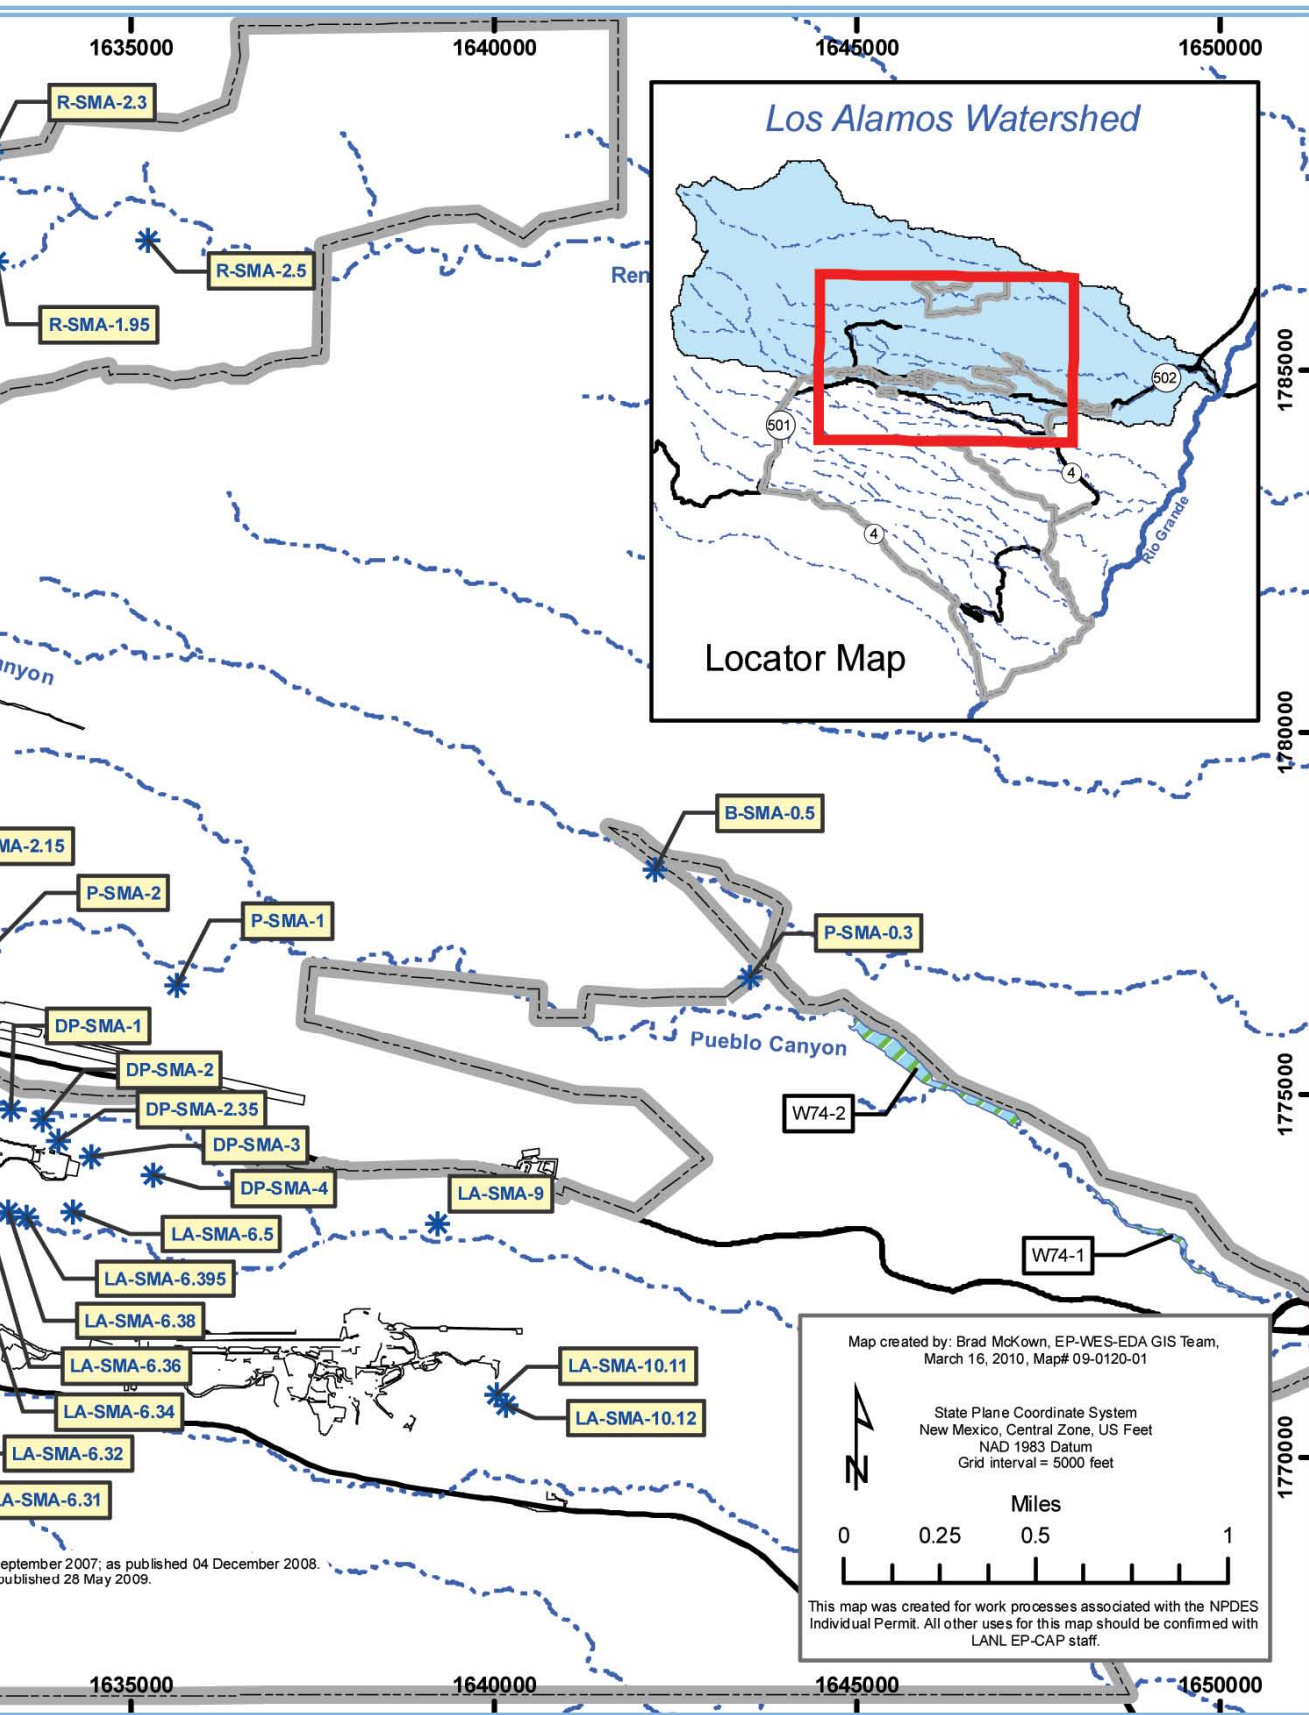 1635000
1640000
1645000
1650000
R-SMA-2.3
Los Alamos Watershed
R-SMA-2.5
Ren
R-SMA-1.95
1785000
502
501
4
4
Rio Grande
Locator Map
anyon
1780000
B-SMA-0.5
MA-2.15
P-SMA-2
P-SMA-1
P-SMA-0.3
DP-SMA-1
Pueblo Canyon
DP-SMA-2
DP-SMA-2.35
W74-2
1775000
DP-SMA-3
DP-SMA-4
LA-SMA-9
LA-SMA-6.5
W74-1
LA-SMA-6.395
LA-SMA-6.38
LA-SMA-6.36
LA-SMA-10.11
LA-SMA-6.34
LA-SMA-10.12
LA-SMA-6.32
A-SMA-6.31
Map created by: Brad McKown, EP-WES-EDA GIS Team,
March 16, 2010, Map# 09-0120-01
State Plane Coordinate System
New Mexico, Central Zone, US Feet
NAD 1983 Datum
Grid interval = 5000 feet
N
1770000
Miles
0 0.25 0.5 1
This map was created for work processes associated with the NPDES
Individual Permit. All other uses for this map should be confirmed with
LANL EP-CAP staff.
eptember 2007; as published 04 December 2008.
published 28 May 2009.
1635000
1640000
1645000
1650000